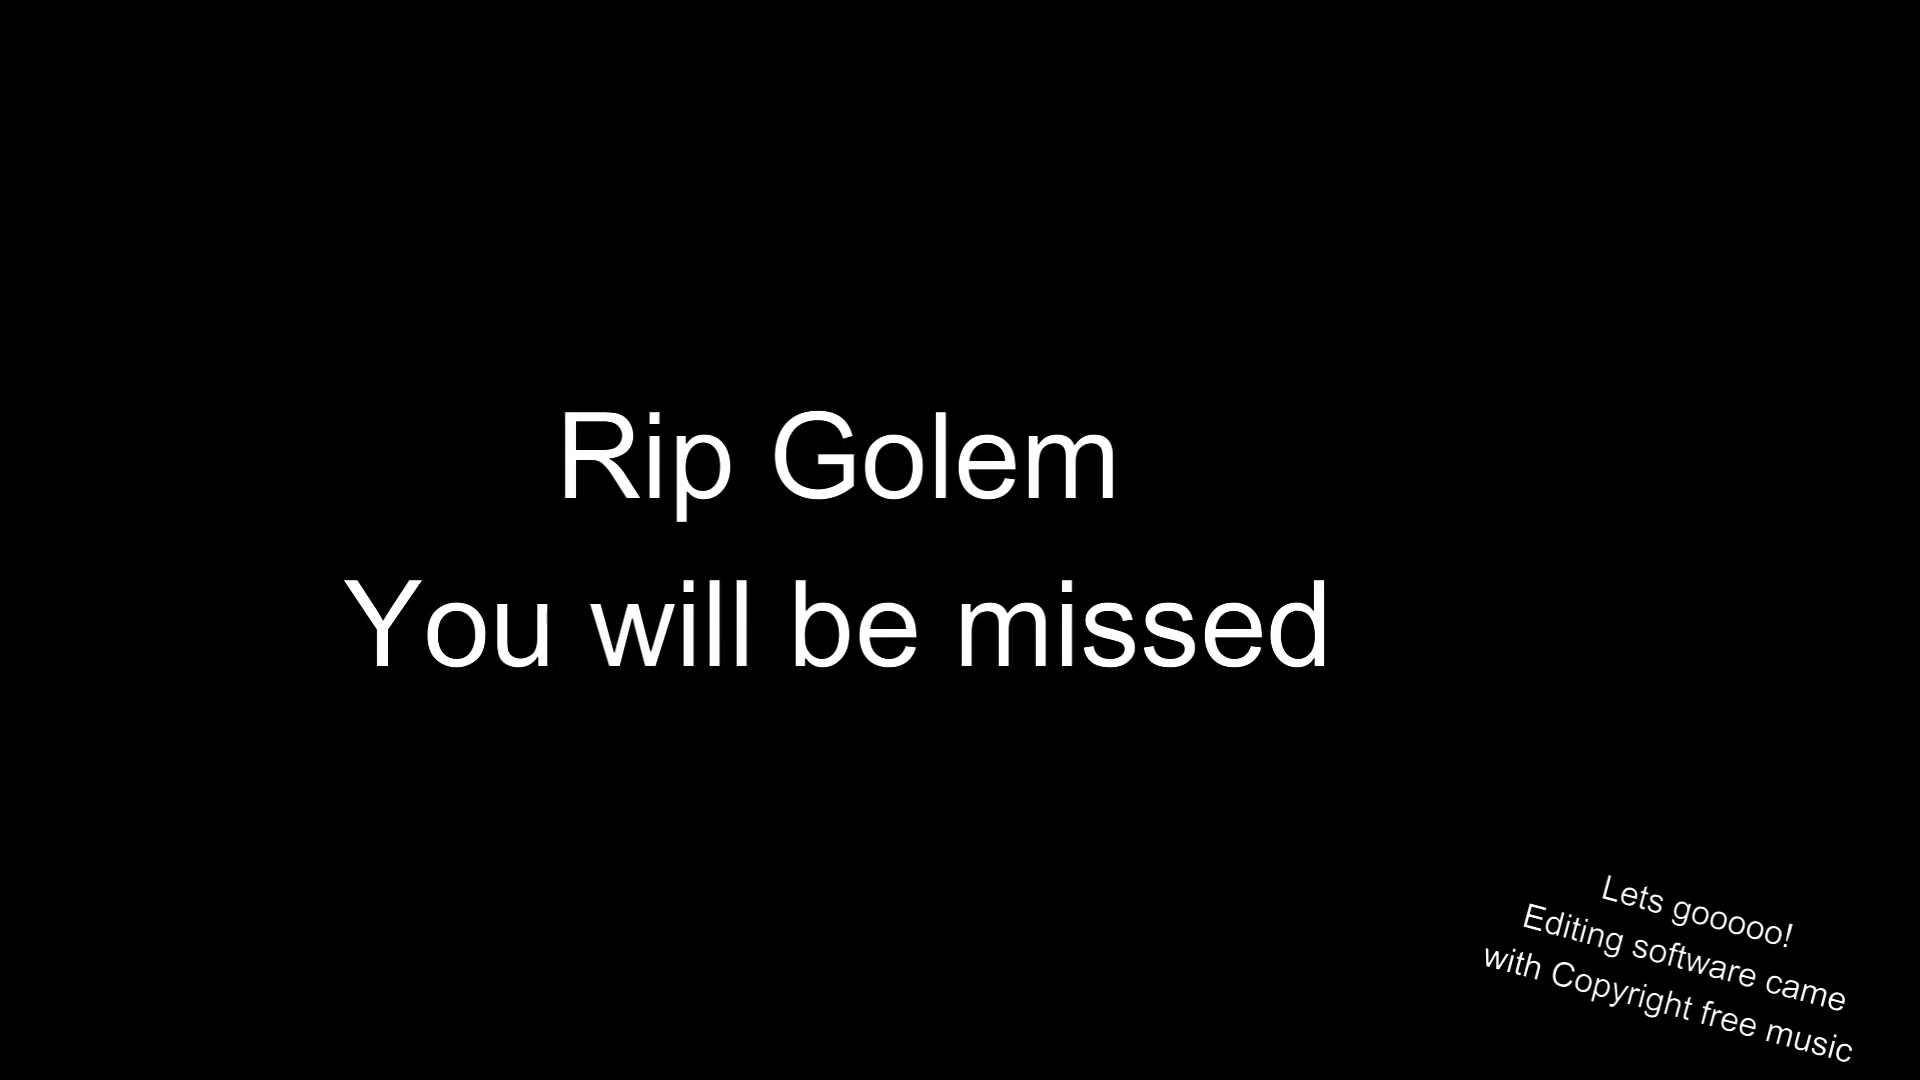 Rip Golem
You will be missed
Lets gooooo!
Editing software came
with Copyright free music